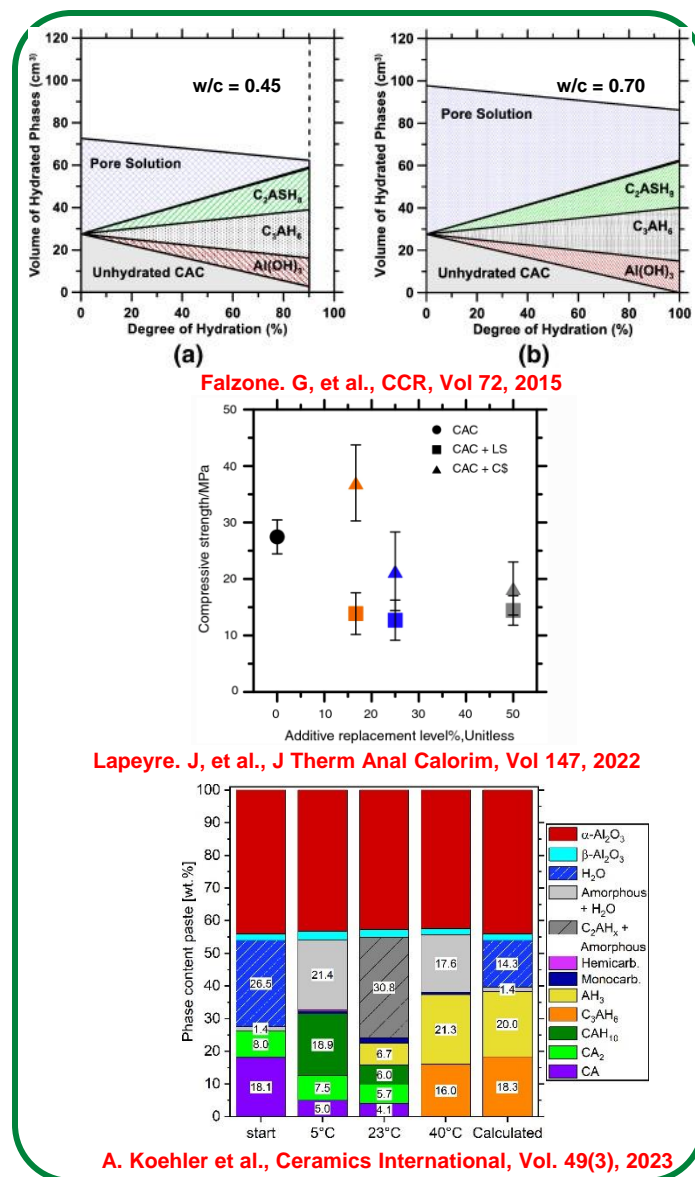 120
100
80
60
40
20
0
Volume of Hydrated Phases (cm³)
w/c = 0.45
Pore Solution
C₂ASH₈
C₃AH₆
Al(OH)₃
Unhydrated CAC
0 20 40 60 80 100
Degree of Hydration (%)
(a)
120
100
80
60
40
20
0
Volume of Hydrated Phases (cm³)
w/c = 0.70
Pore Solution
C₂ASH₈
C₃AH₆
Al(OH)₃
Unhydrated CAC
0 20 40 60 80 100
Degree of Hydration (%)
(b)
Falzone. G, et al., CCR, Vol 72, 2015
50
40
30
20
10
0
Compressive strength/MPa
CAC
CAC + LS
CAC + C$
0 10 20 30 40 50
Additive replacement level%,Unitless
Lapeyre. J, et al., J Therm Anal Calorim, Vol 147, 2022
100
90
80
70
60
50
40
30
20
10
0
Phase content paste [wt.%]
26.5
1.4
8.0
18.1
21.4
18.9
7.5
5.0
30.8
6.7
6.0
5.7
4.1
17.6
21.3
16.0
14.3
1.4
20.0
18.3
start 5°C 23°C 40°C Calculated
α-Al₂O₃
β-Al₂O₃
H₂O
Amorphous
+ H₂O
C₂AHₓ +
Amorphous
Hemicarb.
Monocarb.
AH₃
C₃AH₆
CAH₁₀
CA₂
CA
A. Koehler et al., Ceramics International, Vol. 49(3), 2023